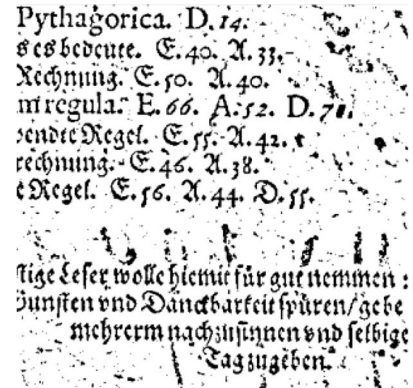 Pythagorica. D. 14.
s es bedeute. E. 40. A. 33.
Rechnung. E. 50. A. 40.
m regula. E. 66. A. 52. D. 71.
bender Regel. E. 55. A. 42.
rechnung. E. 46. A. 38.
e Regel. E. 56. A. 44. D. 55.
stige Leser wolle hiemit für gut nemmen:
Gunsten vnd Danckbarkeit spüren/ gebe
mehrerm nachzusinnen vnd selbige
Tag zugeben.